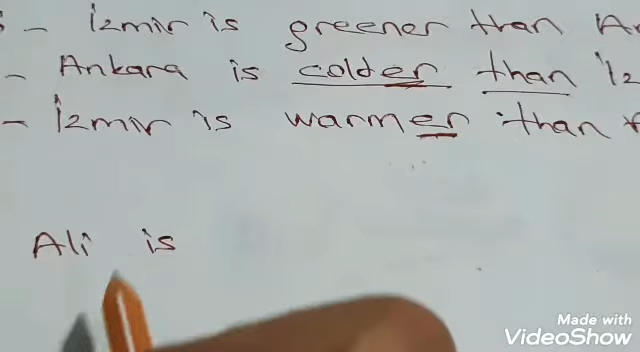 - İzmir is greener than
- Ankara is colder than
- İzmir is warmer than
Ali is
Made with
VideoShow